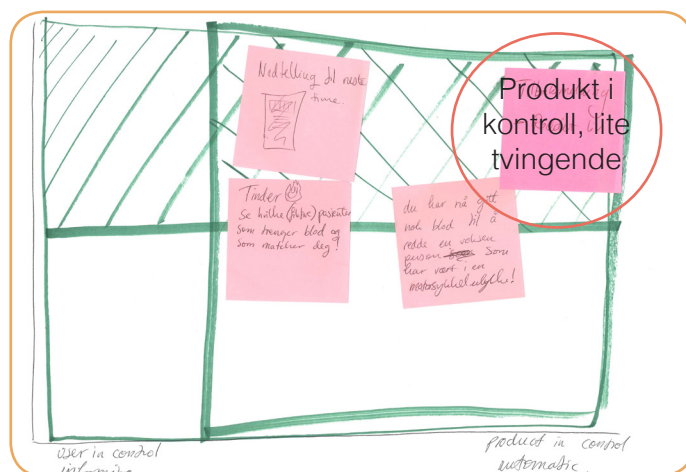 Nedtelling til neste
time.
Produkt i
kontroll, lite
tvingende
Tinder
se hvilke
som trenger blod og
som matcher deg!
du har nå gitt
nok blod til å
redde en voksen
person som
har vært i en
motorsykkelulykke!
user in control
product in control
automatic